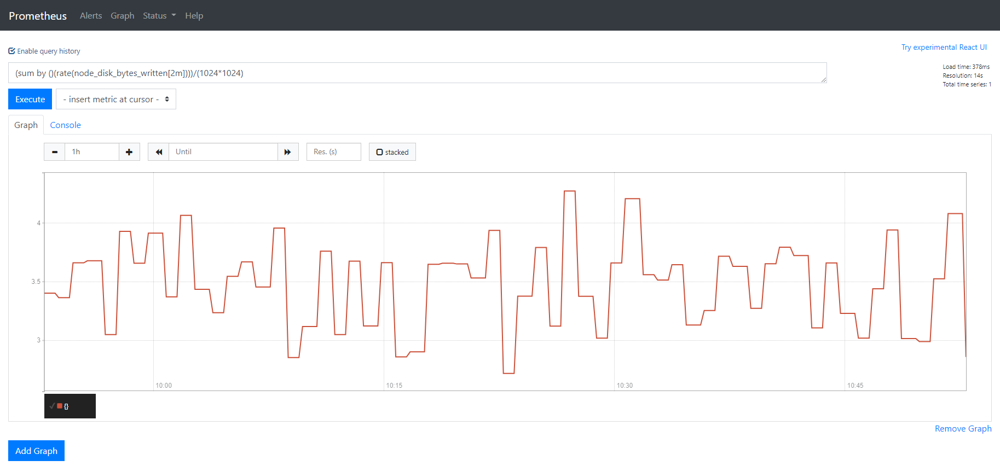 Prometheus Alerts Graph Status Help
Enable query history
Try experimental React UI
(sum by ()(rate(node_disk_bytes_written[2m])))/(1024*1024)
Load time: 378ms
Resolution: 14s
Total time series: 1
Execute - insert metric at cursor -
Graph Console
1h Until Res. (s) stacked
4
3.5
3
10:00 10:15 10:30 10:45
{}
Remove Graph
Add Graph